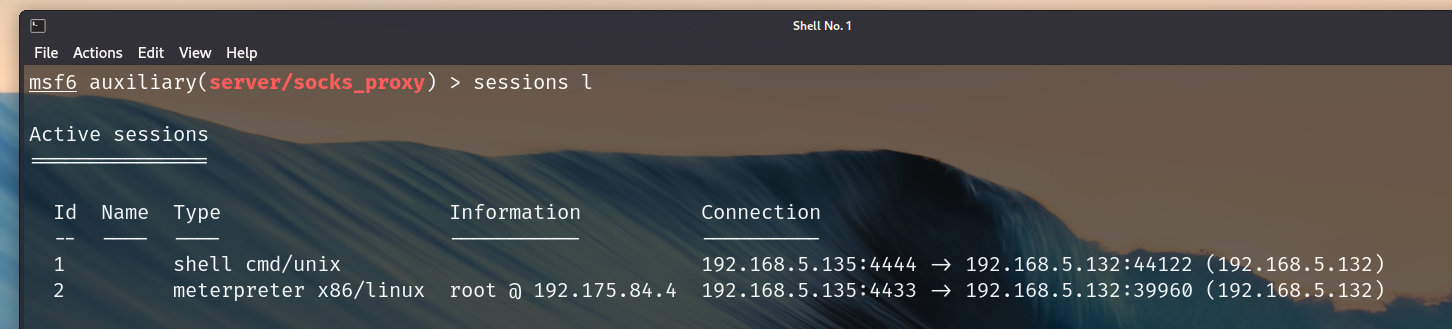 Shell No. 1
File Actions Edit View Help
msf6 auxiliary(server/socks_proxy) > sessions l
Active sessions
===============
Id Name Type Information Connection
-- ---- ---- ----------- ----------
1 shell cmd/unix 192.168.5.135:4444 -> 192.168.5.132:44122 (192.168.5.132)
2 meterpreter x86/linux root @ 192.175.84.4 192.168.5.135:4433 -> 192.168.5.132:39960 (192.168.5.132)